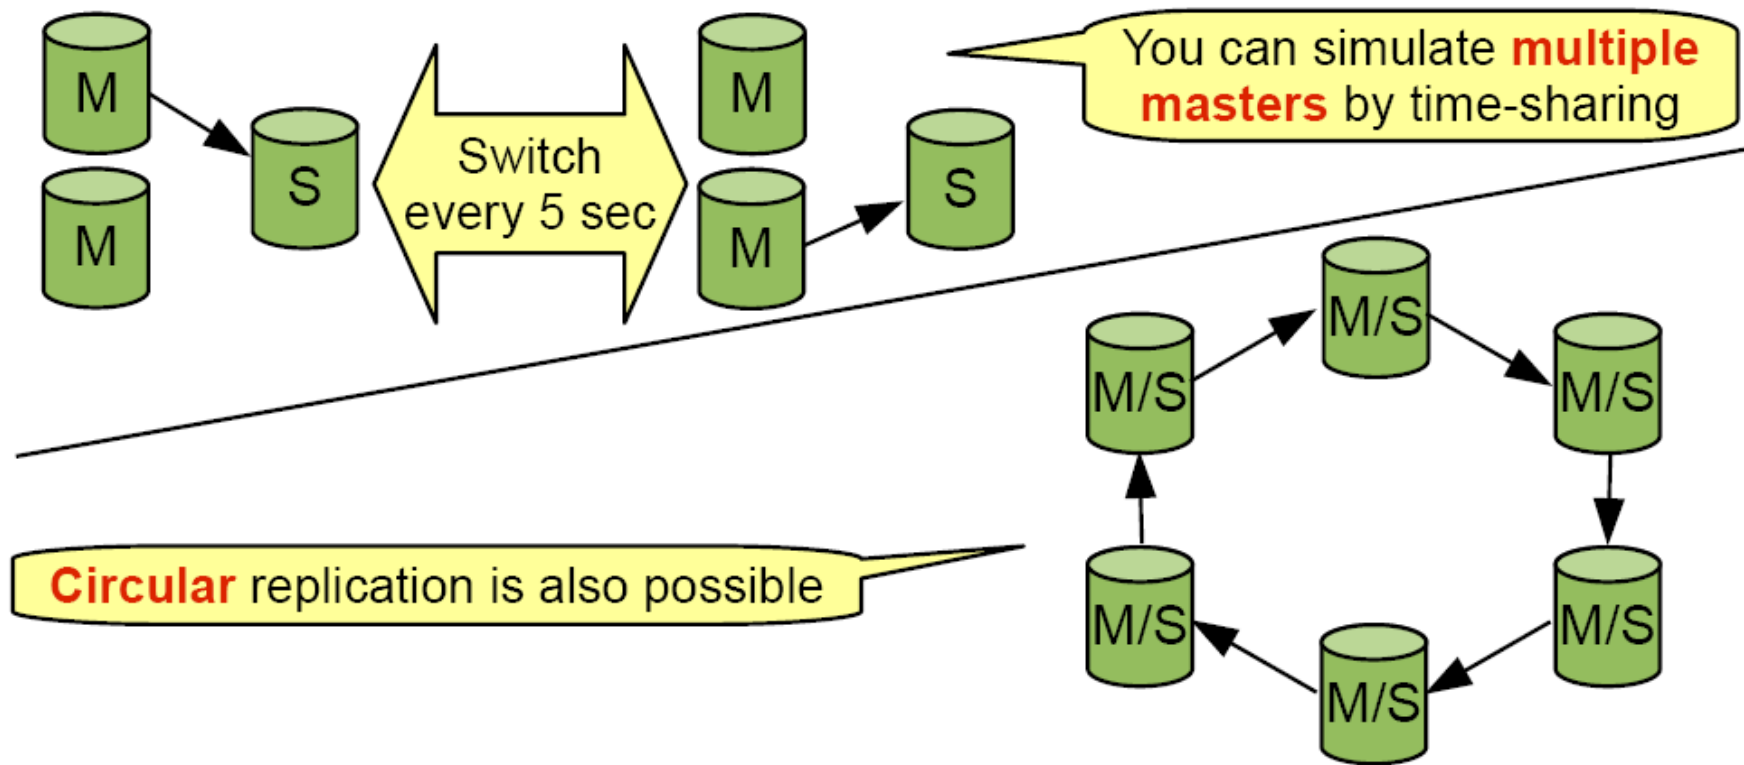 M
M
S
Switch
every 5 sec
M
M
S
You can simulate multiple
masters by time-sharing
M/S
M/S
M/S
M/S
M/S
M/S
Circular replication is also possible